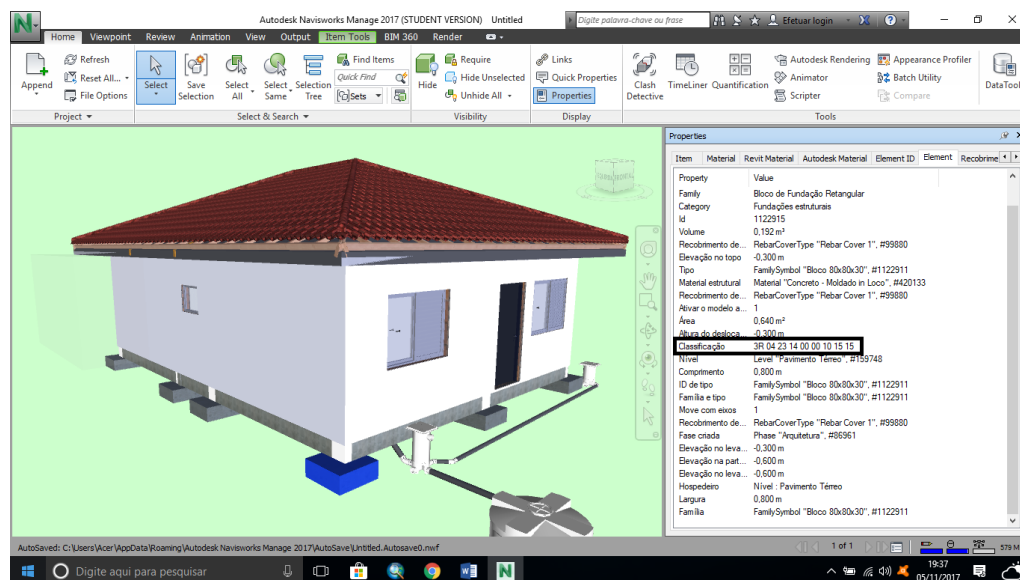 Autodesk Navisworks Manage 2017 (STUDENT VERSION) Untitled
Digite palavra-chave ou frase
Efetuar login
Home Viewpoint Review Animation View Output Item Tools BIM 360 Render
Append
Refresh
Reset All...
File Options
Project
Select
Save Selection
Select All
Select Same
Selection Tree
Find Items
Quick Find
Sets
Select & Search
Hide
Require
Hide Unselected
Unhide All
Visibility
Links
Quick Properties
Properties
Display
Clash Detective
TimeLiner
Quantification
Autodesk Rendering
Animator
Scripter
Appearance Profiler
Batch Utility
Compare
Tools
DataTool
Properties
Item Material Revit Material Autodesk Material Element ID Element Recobrime
Property Value
Family Bloco de Fundação Retangular
Category Fundações estruturais
Id 1122915
Volume 0,192 m³
Recobrimento de... RebarCoverType "Rebar Cover 1", #99880
Elevação no topo -0,300 m
Tipo FamilySymbol "Bloco 80x80x30", #1122911
Material estrutural Material "Concreto - Moldado in Loco", #420133
Recobrimento de... RebarCoverType "Rebar Cover 1", #99880
Ativar o modelo a... 1
Área 0,640 m²
Altura do desloca... -0,300 m
Classificação 3R 04 23 14 00 00 10 15 15
Nível Level "Pavimento Térreo", #159748
Comprimento 0,800 m
ID de tipo FamilySymbol "Bloco 80x80x30", #1122911
Família e tipo FamilySymbol "Bloco 80x80x30", #1122911
Move com eixos 1
Recobrimento de... RebarCoverType "Rebar Cover 1", #99880
Fase criada Phase "Arquitetura", #86961
Elevação no leva... -0,300 m
Elevação na part... -0,600 m
Elevação no leva... -0,600 m
Hospedeiro Nível : Pavimento Térreo
Largura 0,800 m
Família FamilySymbol "Bloco 80x80x30", #1122911
AutoSaved: C:\Users\Acer\AppData\Roaming\Autodesk Navisworks Manage 2017\AutoSave\Untitled.Autosave0.nwf
1 of 1
579 M
Digite aqui para pesquisar
19:37
05/11/2017